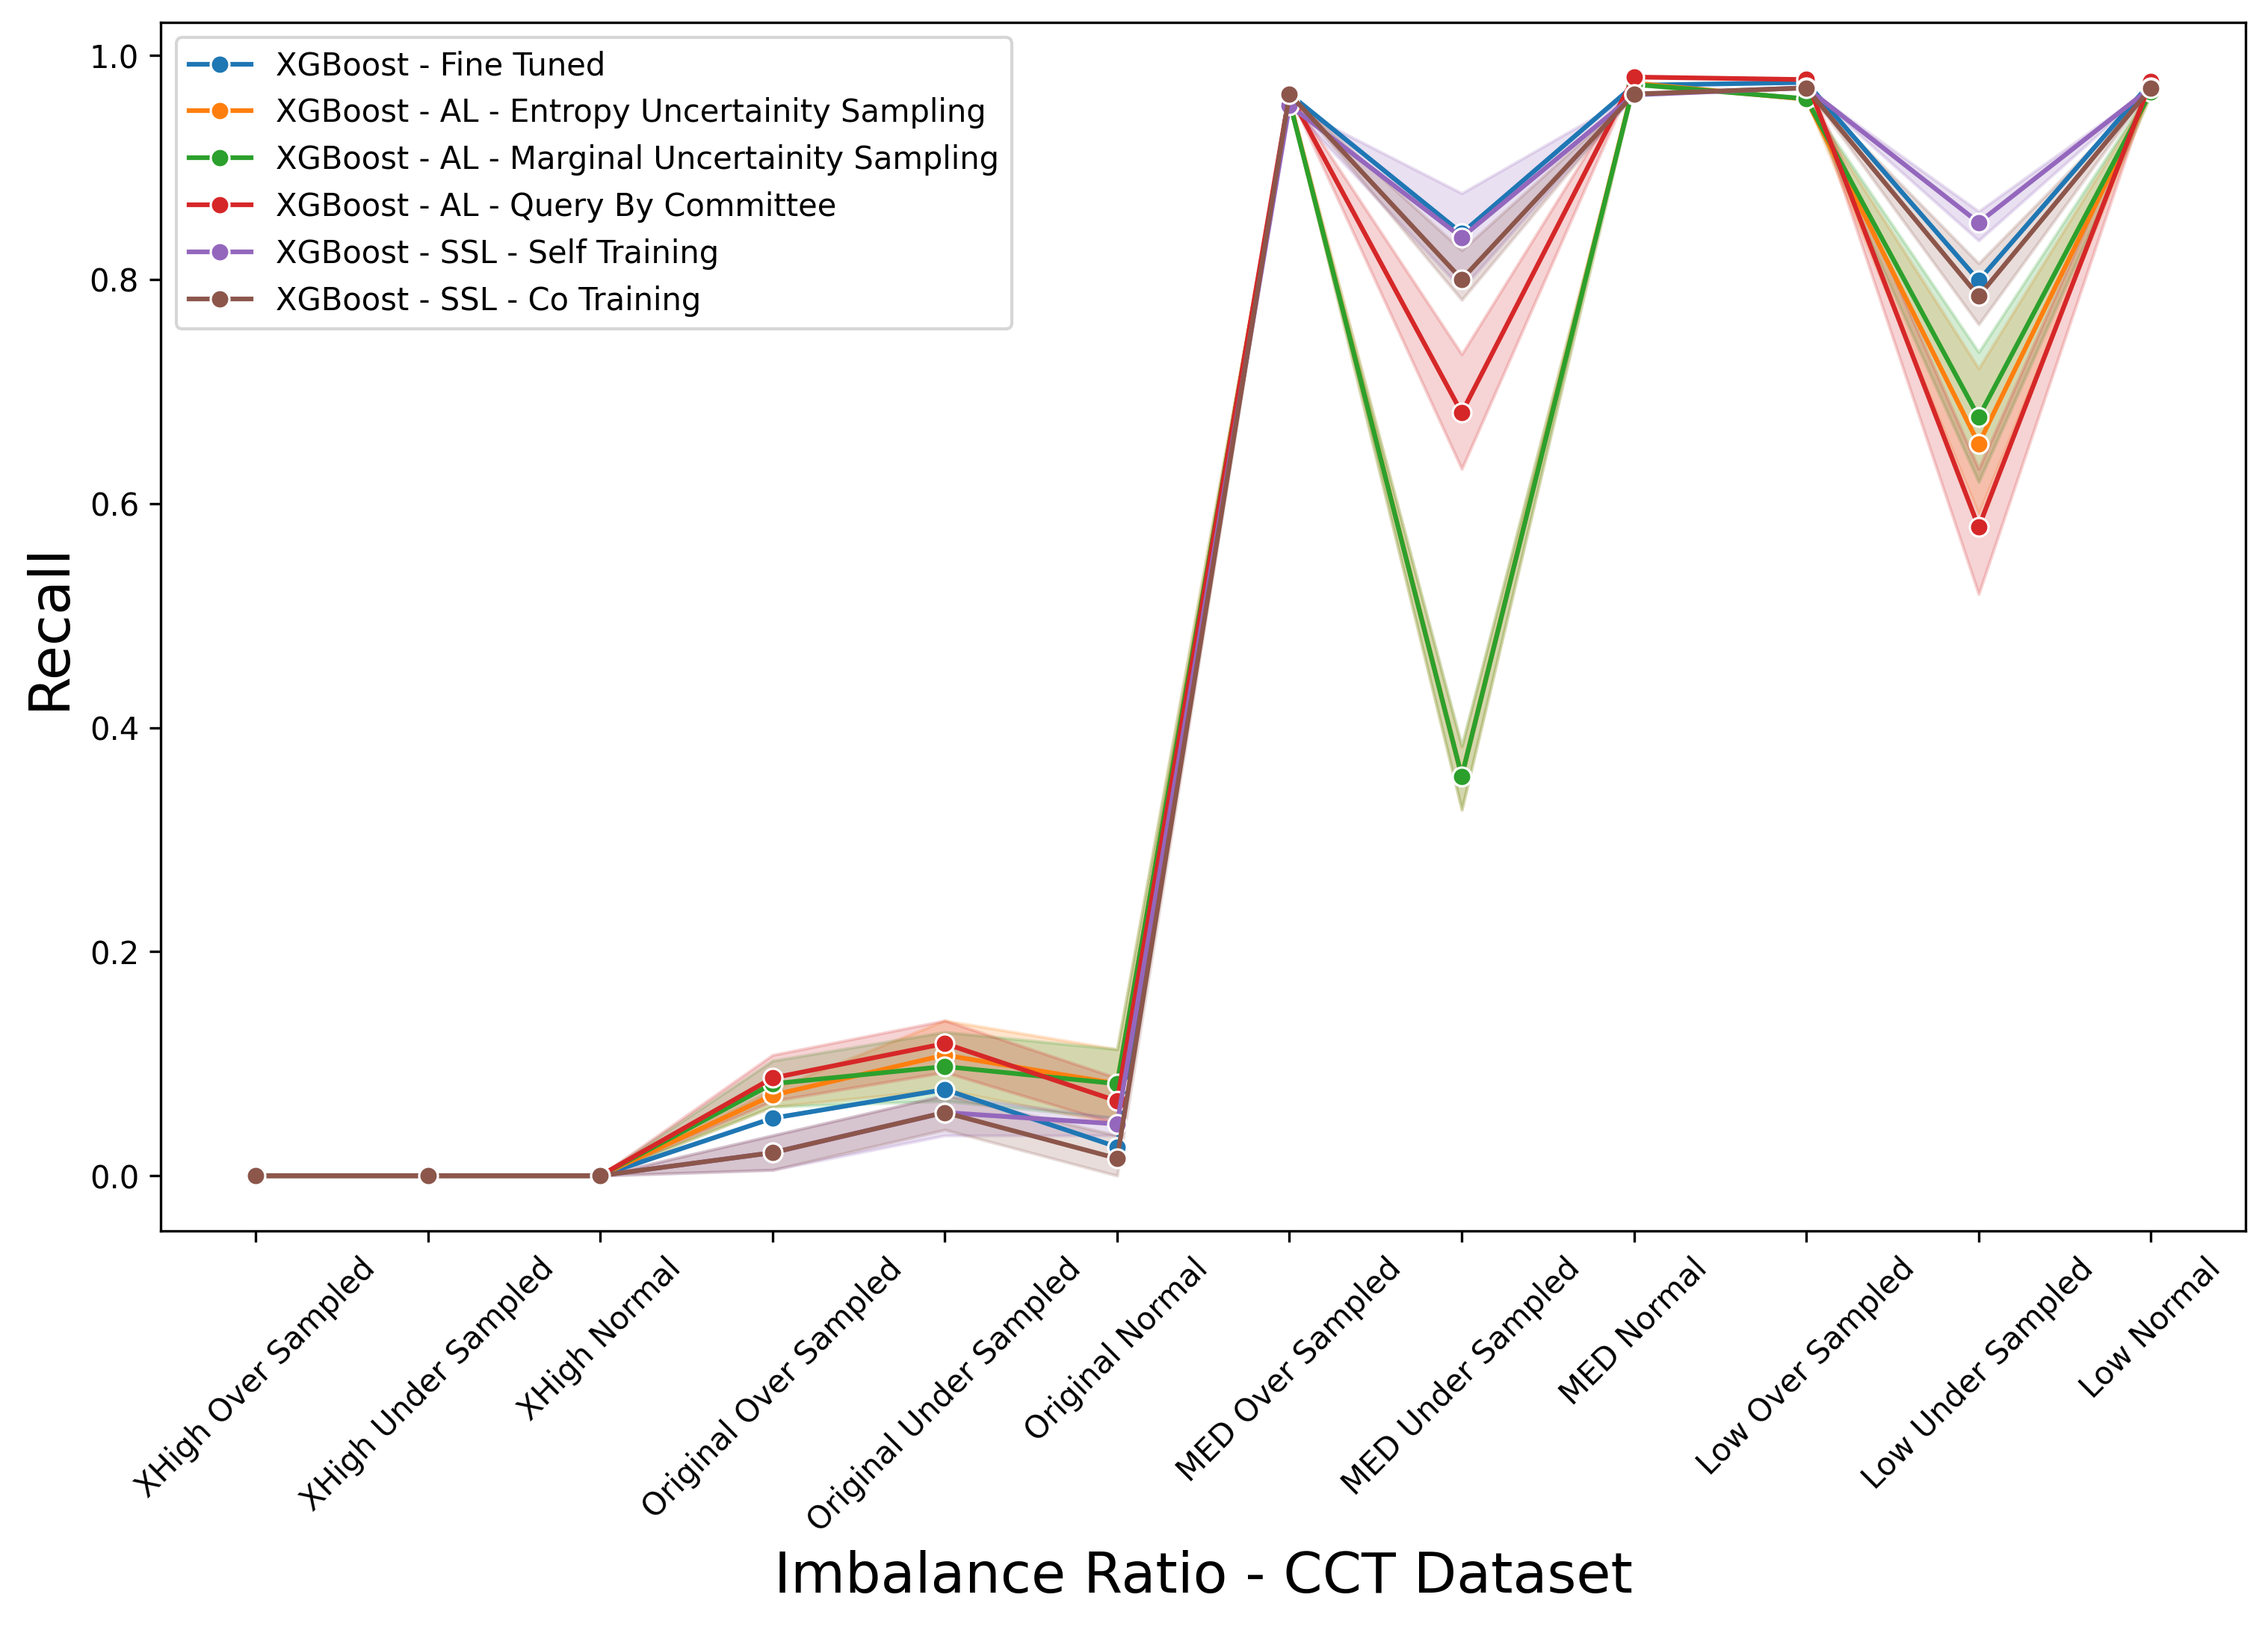 XGBoost - Fine Tuned
XGBoost - AL - Entropy Uncertainity Sampling
XGBoost - AL - Marginal Uncertainity Sampling
XGBoost - AL - Query By Committee
XGBoost - SSL - Self Training
XGBoost - SSL - Co Training
1.0
0.8
0.6
0.4
0.2
0.0
Recall
XHigh Over Sampled
XHigh Under Sampled
XHigh Normal
Original Over Sampled
Original Under Sampled
Original Normal
MED Over Sampled
MED Under Sampled
MED Normal
Low Over Sampled
Low Under Sampled
Low Normal
Imbalance Ratio - CCT Dataset